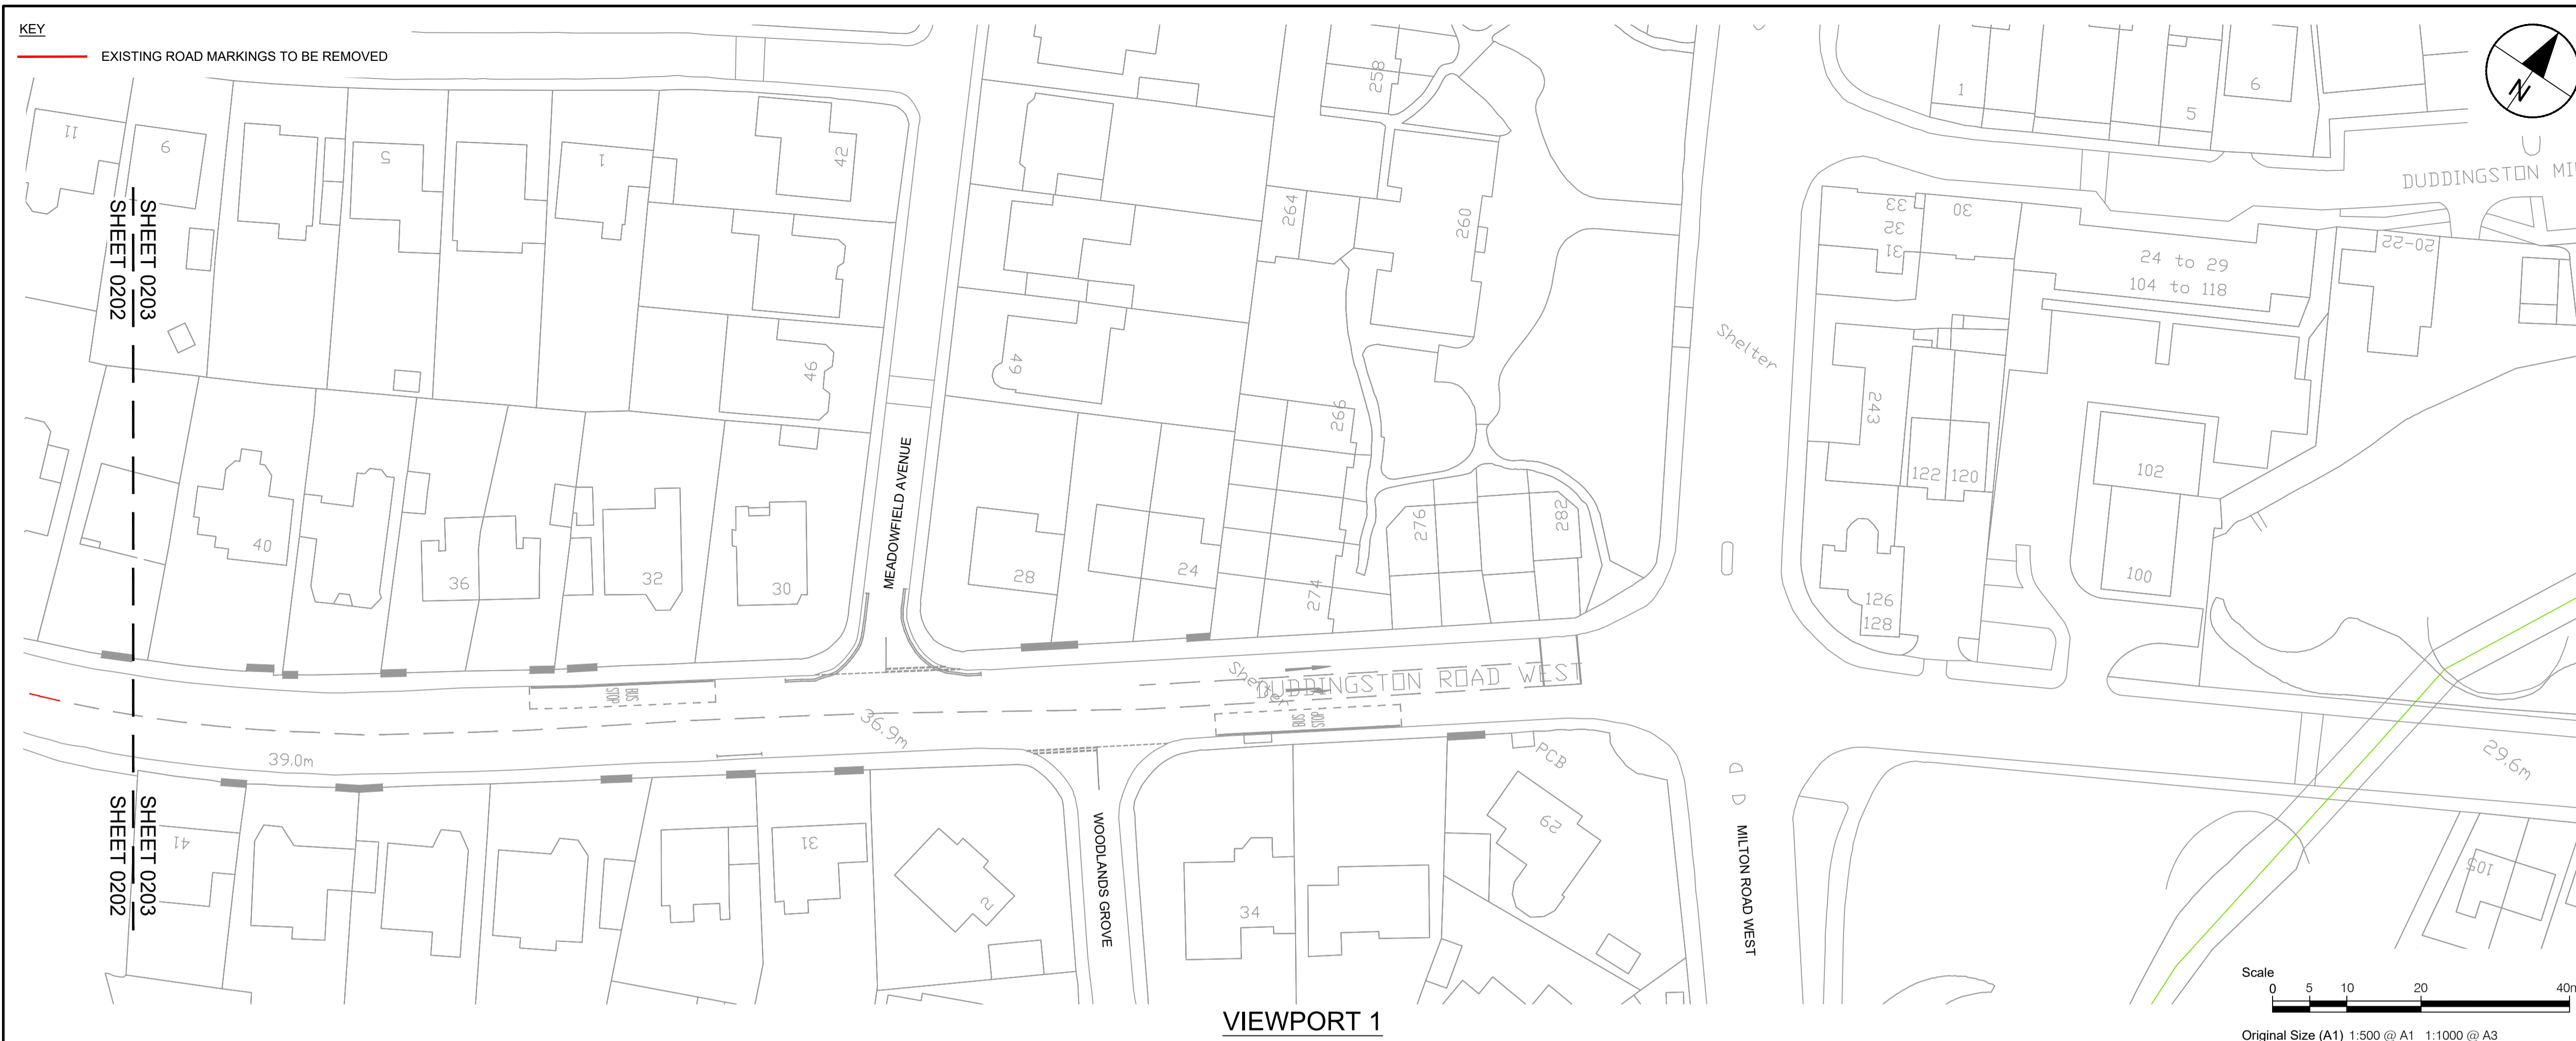 KEY
EXISTING ROAD MARKINGS TO BE REMOVED
N
11
9
5
1
42
258
1
5
6
DUDDINGSTON MI
SHEET 0203
SHEET 0202
264
260
33
32
31
30
24 to 29
104 to 118
20-22
46
49
266
Shelter
243
122
120
102
MEADOWFIELD AVENUE
40
36
32
30
28
24
274
276
282
126
128
100
BUS
STOP
Shelter
DUDDINGSTON ROAD WEST
36.9m
39.0m
BUS
STOP
PCB
29.6m
SHEET 0203
SHEET 0202
41
31
2
WOODLANDS GROVE
34
29
MILTON ROAD WEST
105
VIEWPORT 1
Scale
0 5 10 20 40m
Original Size (A1) 1:500 @ A1 1:1000 @ A3